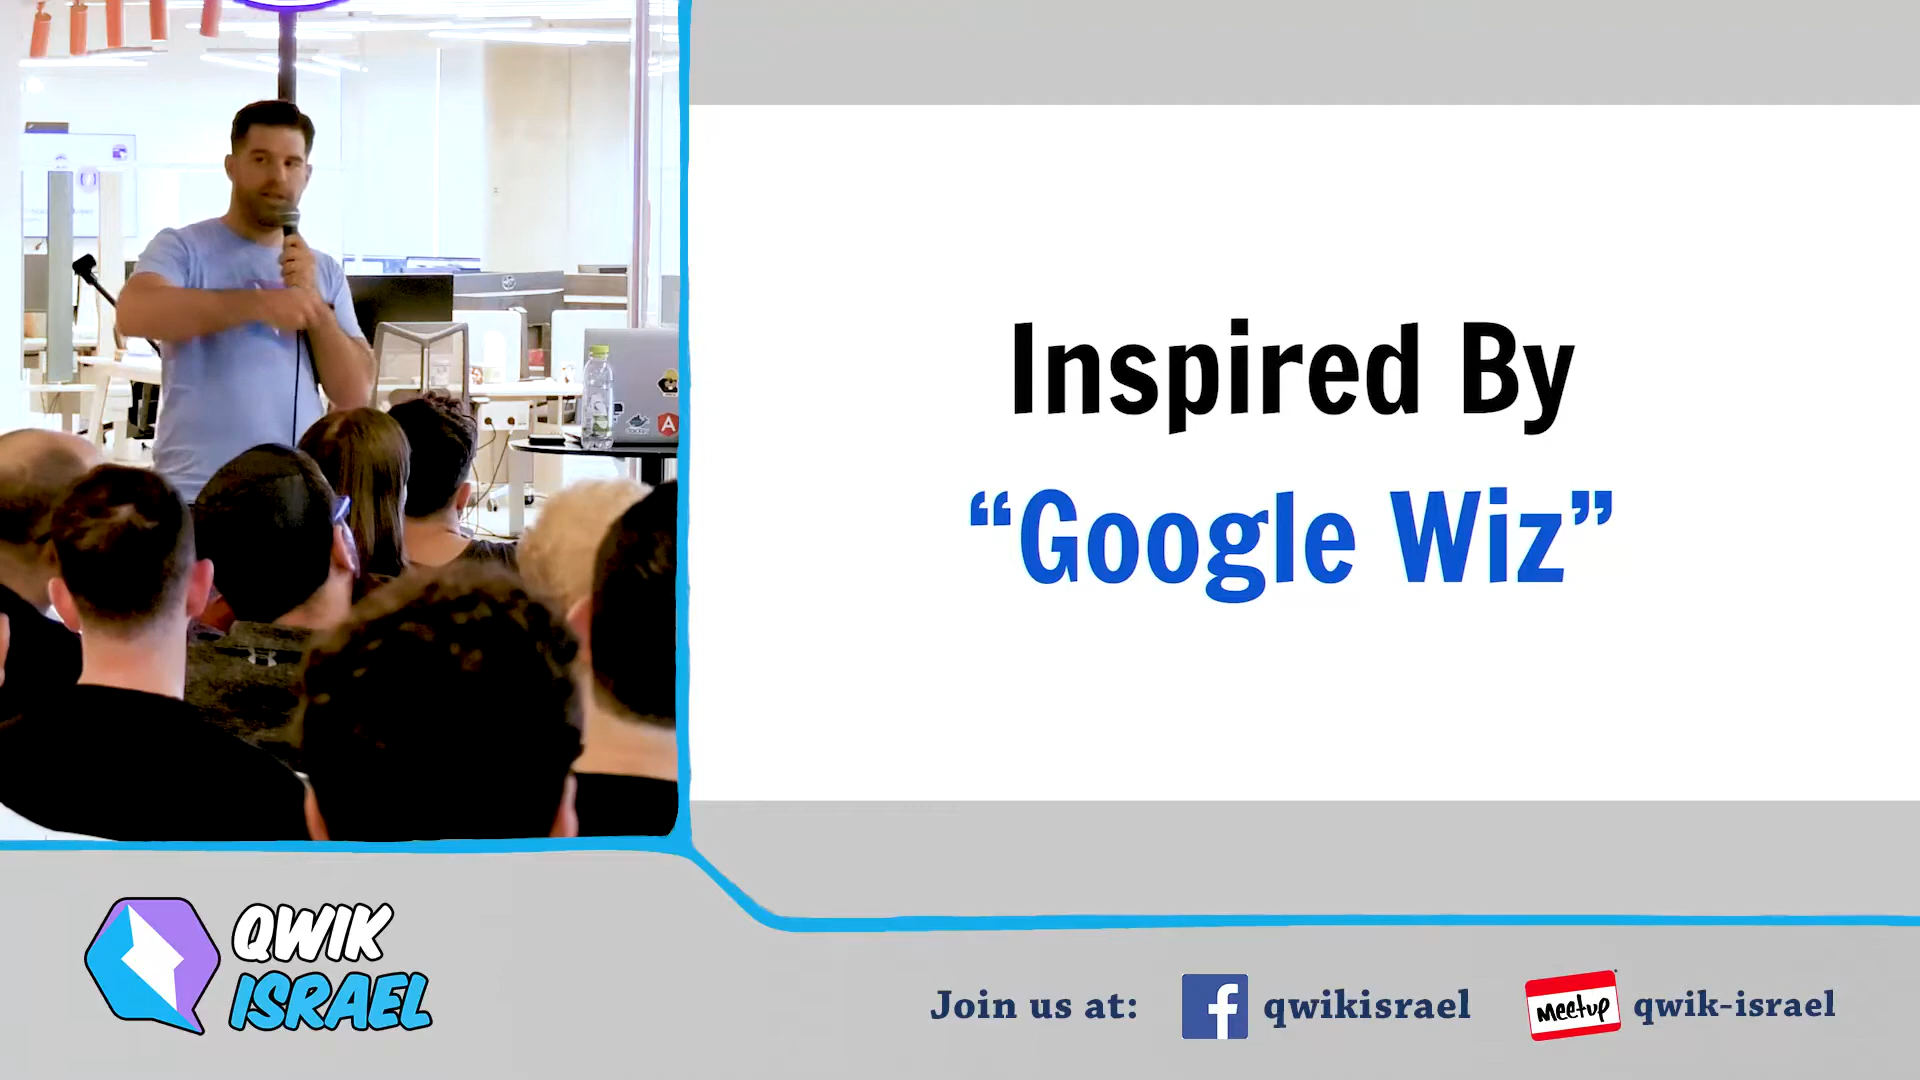 Inspired By
“Google Wiz”
QWIK
ISRAEL
Join us at:
f qwikisrael
meetup qwik-israel